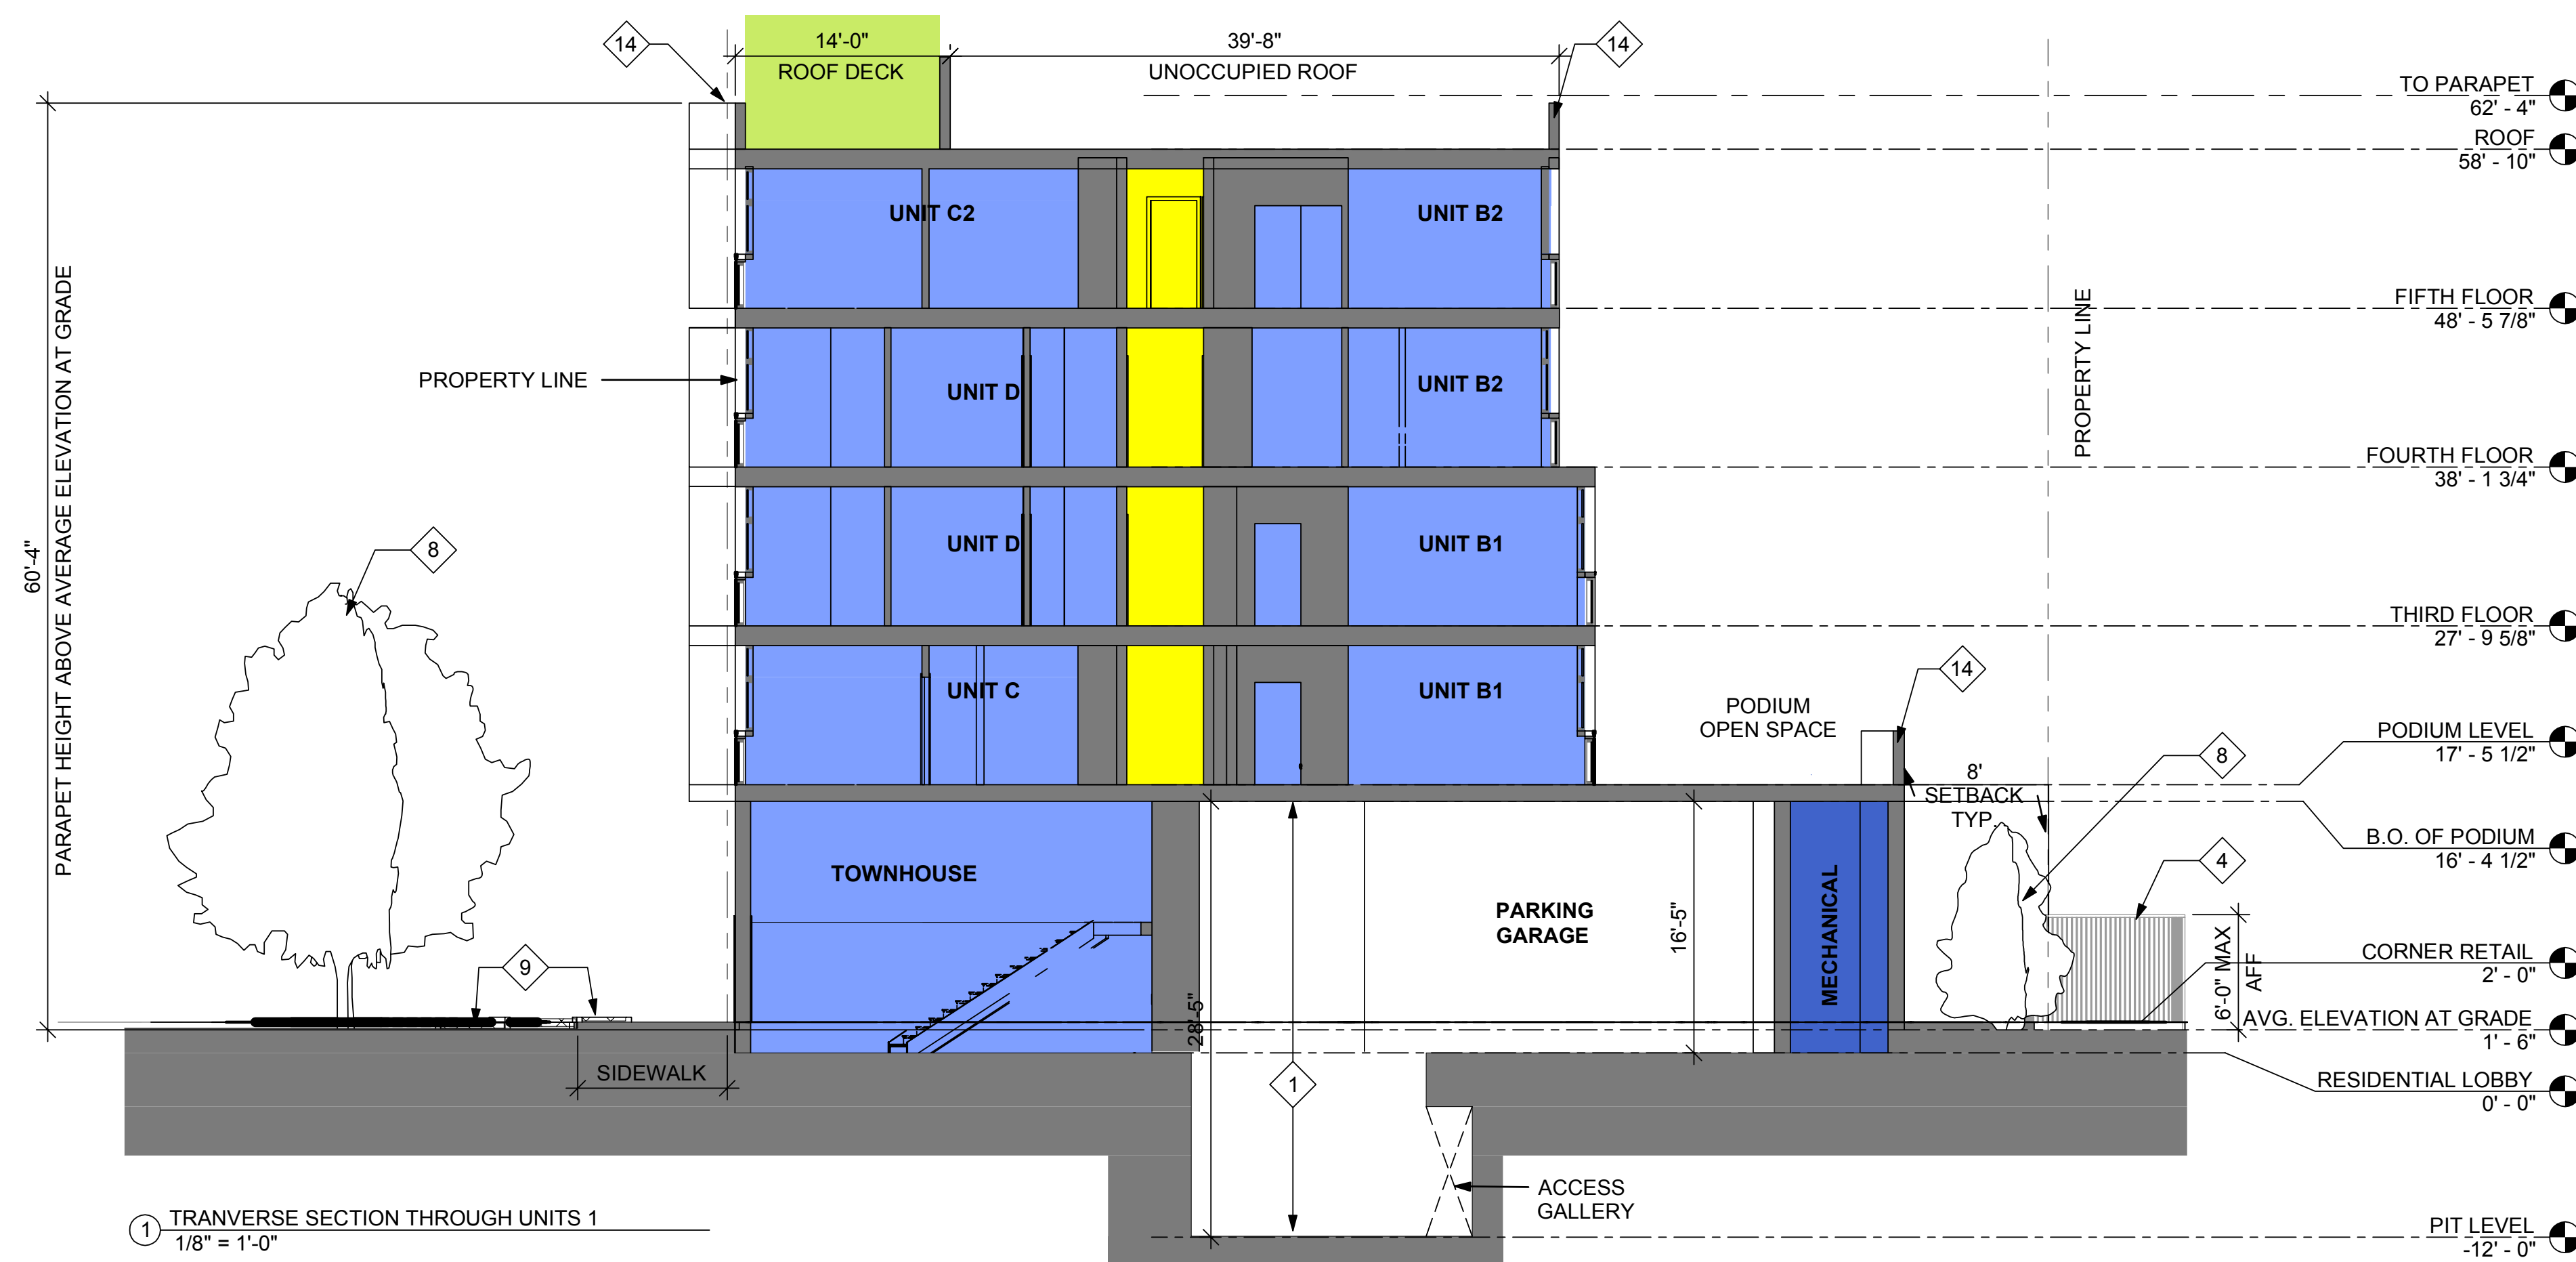 14
14'-0"
39'-8"
14
ROOF DECK
UNOCCUPIED ROOF
TO PARAPET
62' - 4"
ROOF
58' - 10"
UNIT C2
UNIT B2
FIFTH FLOOR
48' - 5 7/8"
PROPERTY LINE
PROPERTY LINE
UNIT D
UNIT B2
FOURTH FLOOR
38' - 1 3/4"
60'-4"
PARAPET HEIGHT ABOVE AVERAGE ELEVATION AT GRADE
8
UNIT D
UNIT B1
THIRD FLOOR
27' - 9 5/8"
UNIT C
UNIT B1
14
PODIUM
OPEN SPACE
PODIUM LEVEL
17' - 5 1/2"
8
8'
SETBACK
TYP.
B.O. OF PODIUM
16' - 4 1/2"
4
TOWNHOUSE
PARKING
GARAGE
16'-5"
MECHANICAL
6'-0" MAX
AFF
CORNER RETAIL
2' - 0"
9
28'-5"
AVG. ELEVATION AT GRADE
1' - 6"
SIDEWALK
1
RESIDENTIAL LOBBY
0' - 0"
ACCESS
GALLERY
1
TRANVERSE SECTION THROUGH UNITS 1
1/8" = 1'-0"
PIT LEVEL
-12' - 0"